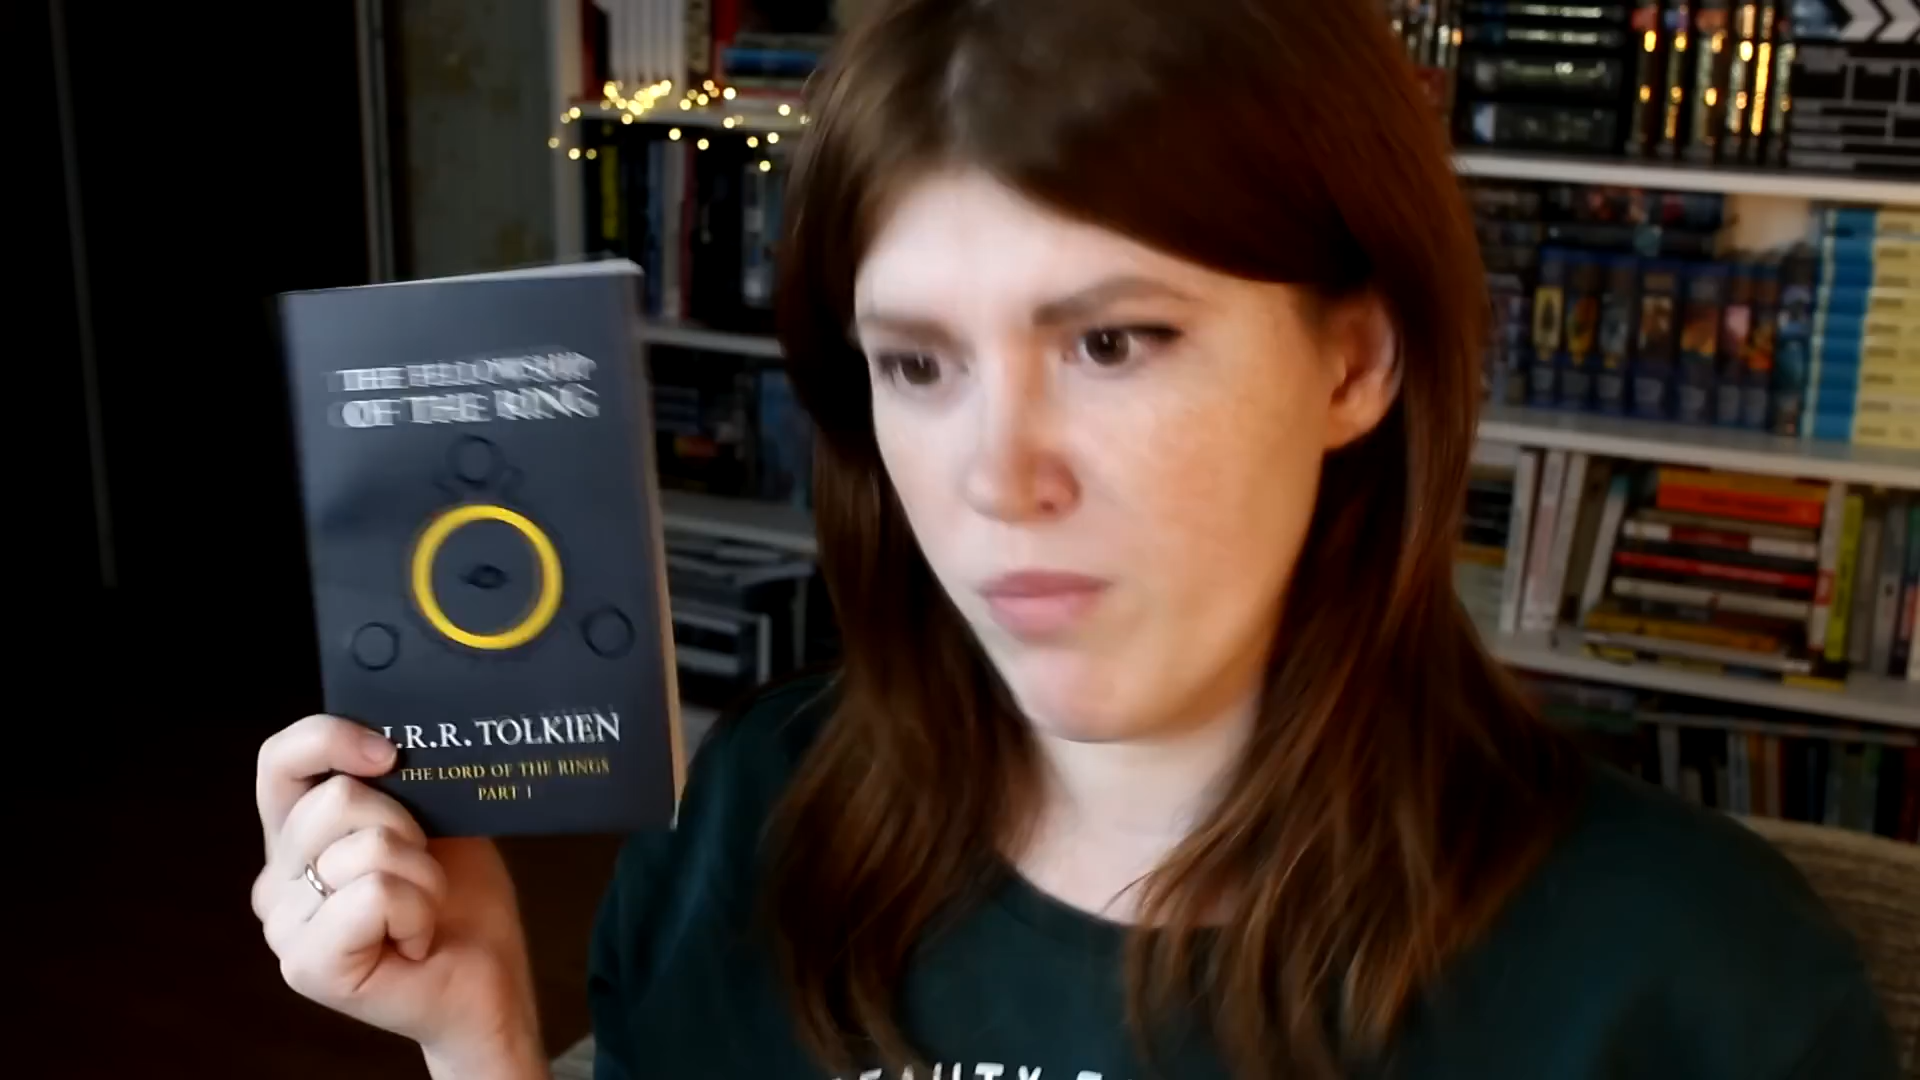 THE FELLOWSHIP
OF THE RING
J.R.R. TOLKIEN
THE LORD OF THE RINGS
PART 1